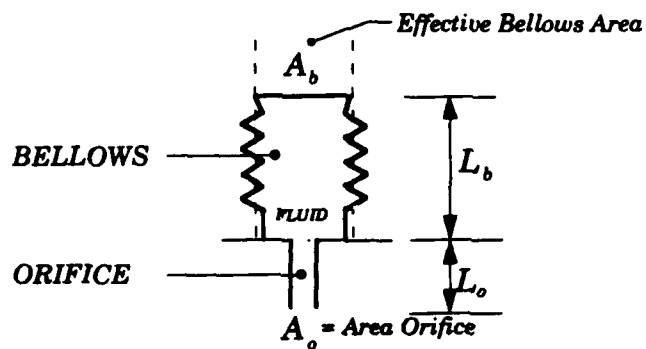 Effective Bellows Area
A_b
BELLOWS
L_b
FLUID
ORIFICE
L_o
A_o = Area Orifice